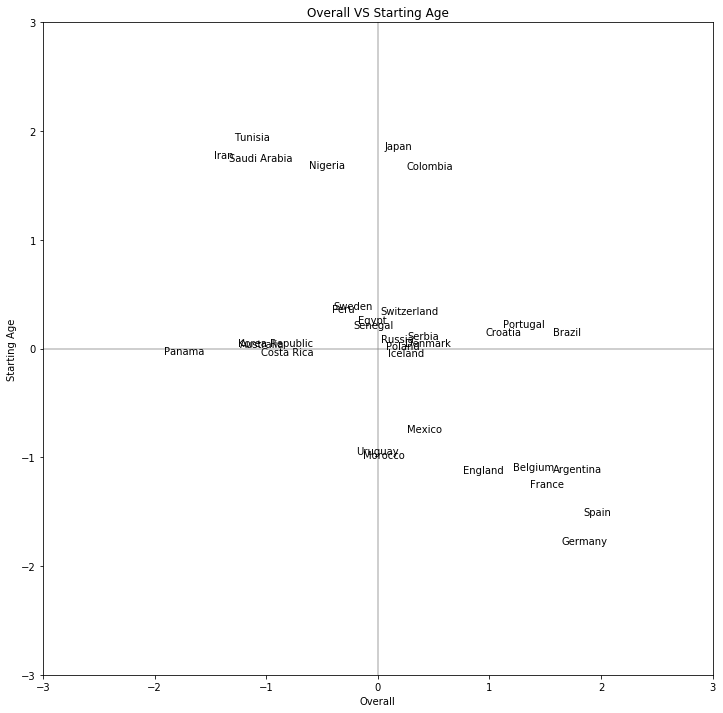 Overall VS Starting Age
3
Tunisia
2
Japan
Iran
Saudi Arabia
Nigeria
Colombia
1
Sweden
Peru
Switzerland
Egypt
Senegal
Portugal
Croatia
Brazil
Serbia
Russia
Korea Republic
Australia
Denmark
Poland
Starting Age
0
Panama
Costa Rica
Iceland
Mexico
Uruguay
Morocco
−1
England
Belgium
Argentina
France
Spain
Germany
−2
−3
−3 −2 −1 0 1 2 3
Overall